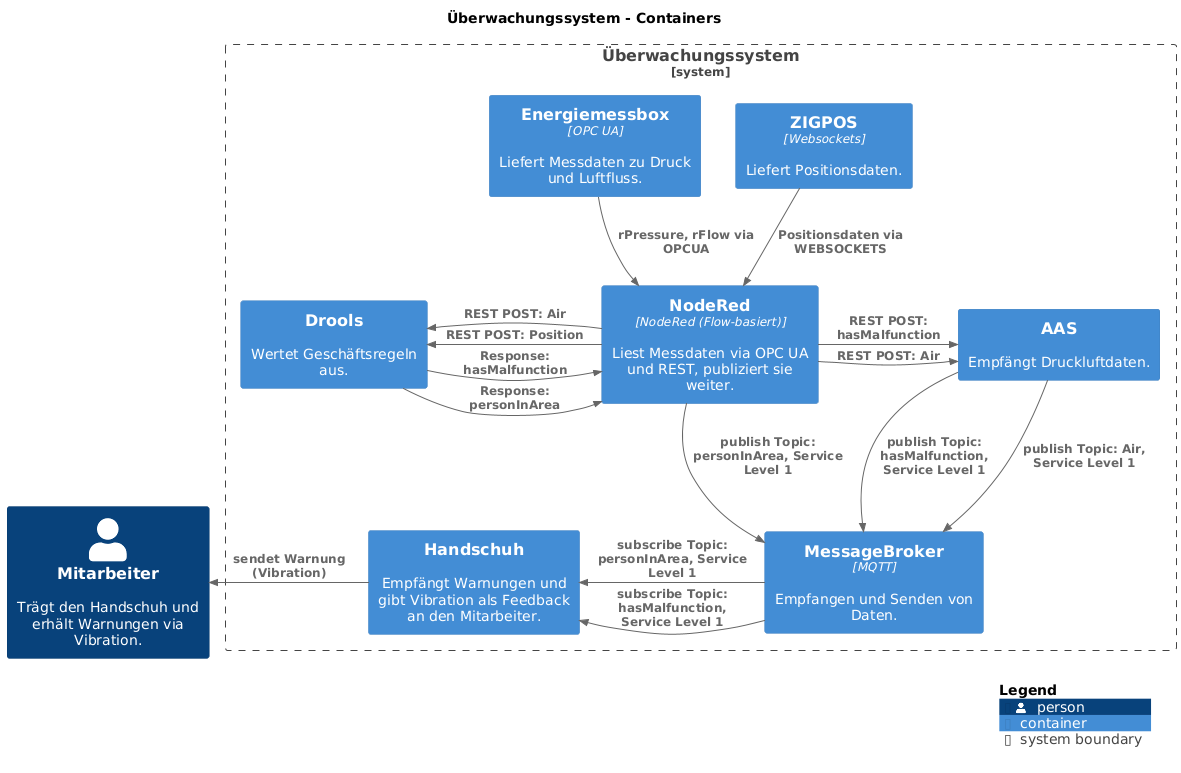 Überwachungssystem - Containers
Überwachungssystem
[system]
Energiemessbox
[OPC UA]
Liefert Messdaten zu Druck
und Luftfluss.
ZIGPOS
[Websockets]
Liefert Positionsdaten.
rPressure, rFlow via
OPCUA
Positionsdaten via
WEBSOCKETS
Drools
Wertet Geschäftsregeln
aus.
REST POST: Air
REST POST: Position
Response:
hasMalfunction
Response:
personInArea
NodeRed
[NodeRed (Flow-basiert)]
Liest Messdaten via OPC UA
und REST, publiziert sie
weiter.
REST POST:
hasMalfunction
REST POST: Air
AAS
Empfängt Druckluftdaten.
publish Topic:
personInArea, Service
Level 1
publish Topic:
hasMalfunction,
Service Level 1
publish Topic: Air,
Service Level 1
Mitarbeiter
Trägt den Handschuh und
erhält Warnungen via
Vibration.
sendet Warnung
(Vibration)
Handschuh
Empfängt Warnungen und
gibt Vibration als Feedback
an den Mitarbeiter.
subscribe Topic:
personInArea, Service
Level 1
subscribe Topic:
hasMalfunction,
Service Level 1
MessageBroker
[MQTT]
Empfangen und Senden von
Daten.
Legend
person
container
system boundary